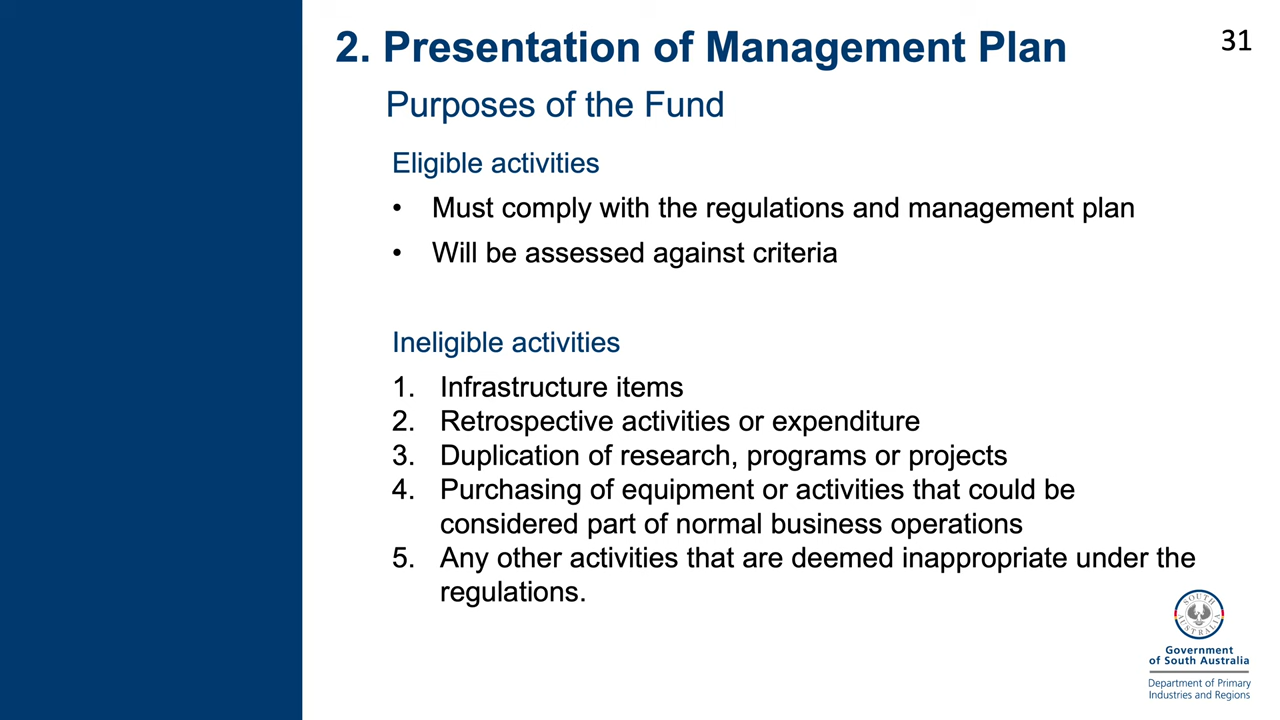 2. Presentation of Management Plan
31
Purposes of the Fund
Eligible activities
• Must comply with the regulations and management plan
• Will be assessed against criteria
Ineligible activities
1. Infrastructure items
2. Retrospective activities or expenditure
3. Duplication of research, programs or projects
4. Purchasing of equipment or activities that could be
considered part of normal business operations
5. Any other activities that are deemed inappropriate under the
regulations.
SOUTH AUSTRALIA
Government
of South Australia
Department of Primary
Industries and Regions